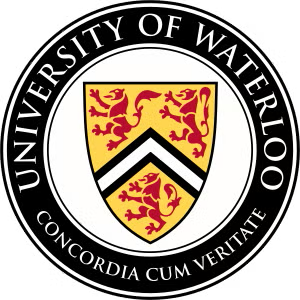 UNIVERSITY OF WATERLOO
CONCORDIA CUM VERITATE